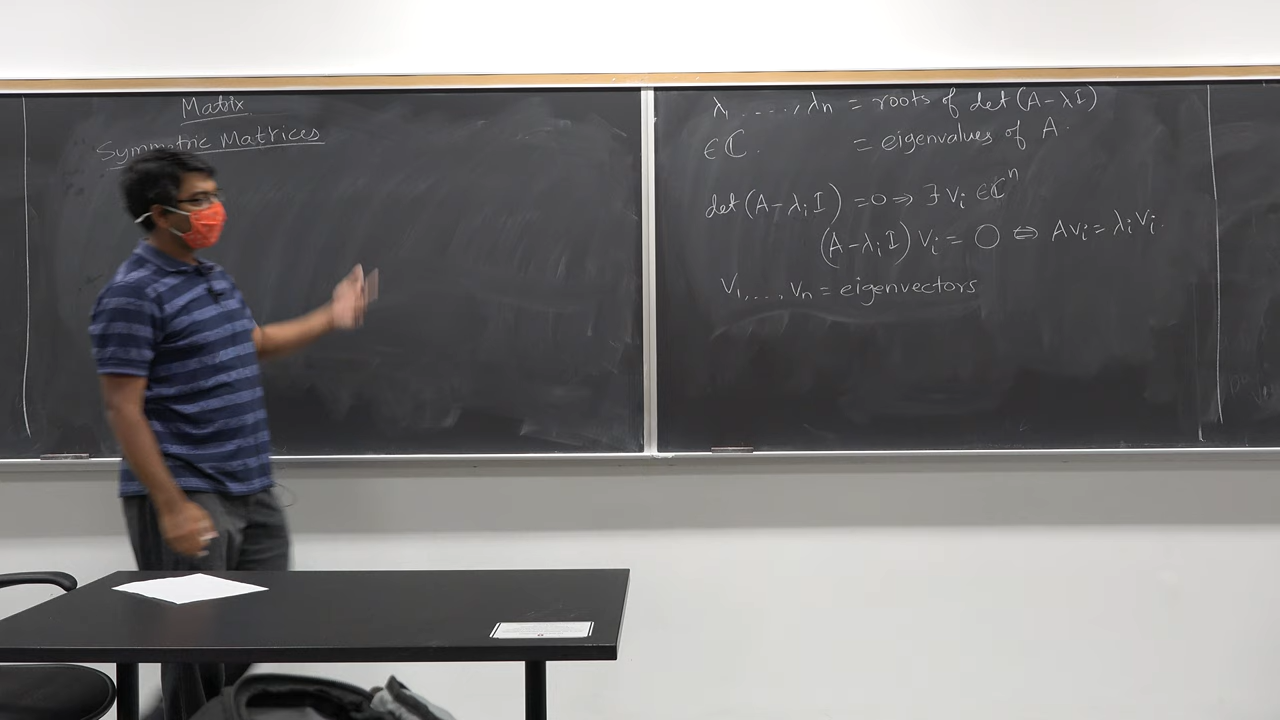 Matrix
Symmetric Matrices
λ₁, ..., λₙ = roots of det(A - λI)
∈ ℂ. = eigenvalues of A.
det(A - λᵢI) = 0 ⇒ ∃ vᵢ ∈ ℂⁿ
(A - λᵢI) vᵢ = 0 ⇔ Avᵢ = λᵢvᵢ.
v₁, ..., vₙ = eigenvectors